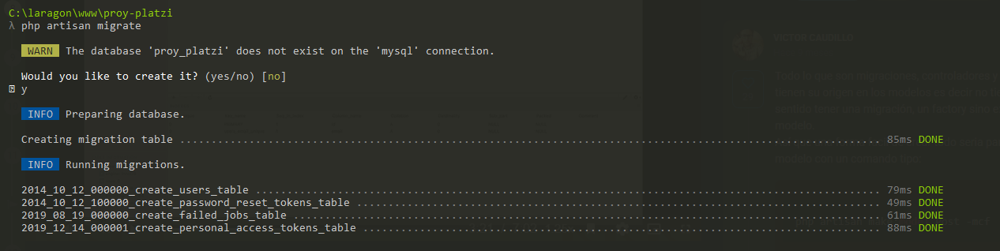 C:\laragon\www\proy-platzi
λ php artisan migrate
WARN The database 'proy_platzi' does not exist on the 'mysql' connection.
Would you like to create it? (yes/no) [no]
y
INFO Preparing database.
Creating migration table ............................................................................................................... 85ms DONE
INFO Running migrations.
2014_10_12_000000_create_users_table ................................................................................................... 79ms DONE
2014_10_12_100000_create_password_reset_tokens_table ................................................................................... 49ms DONE
2019_08_19_000000_create_failed_jobs_table ............................................................................................. 61ms DONE
2019_12_14_000001_create_personal_access_tokens_table .................................................................................. 88ms DONE